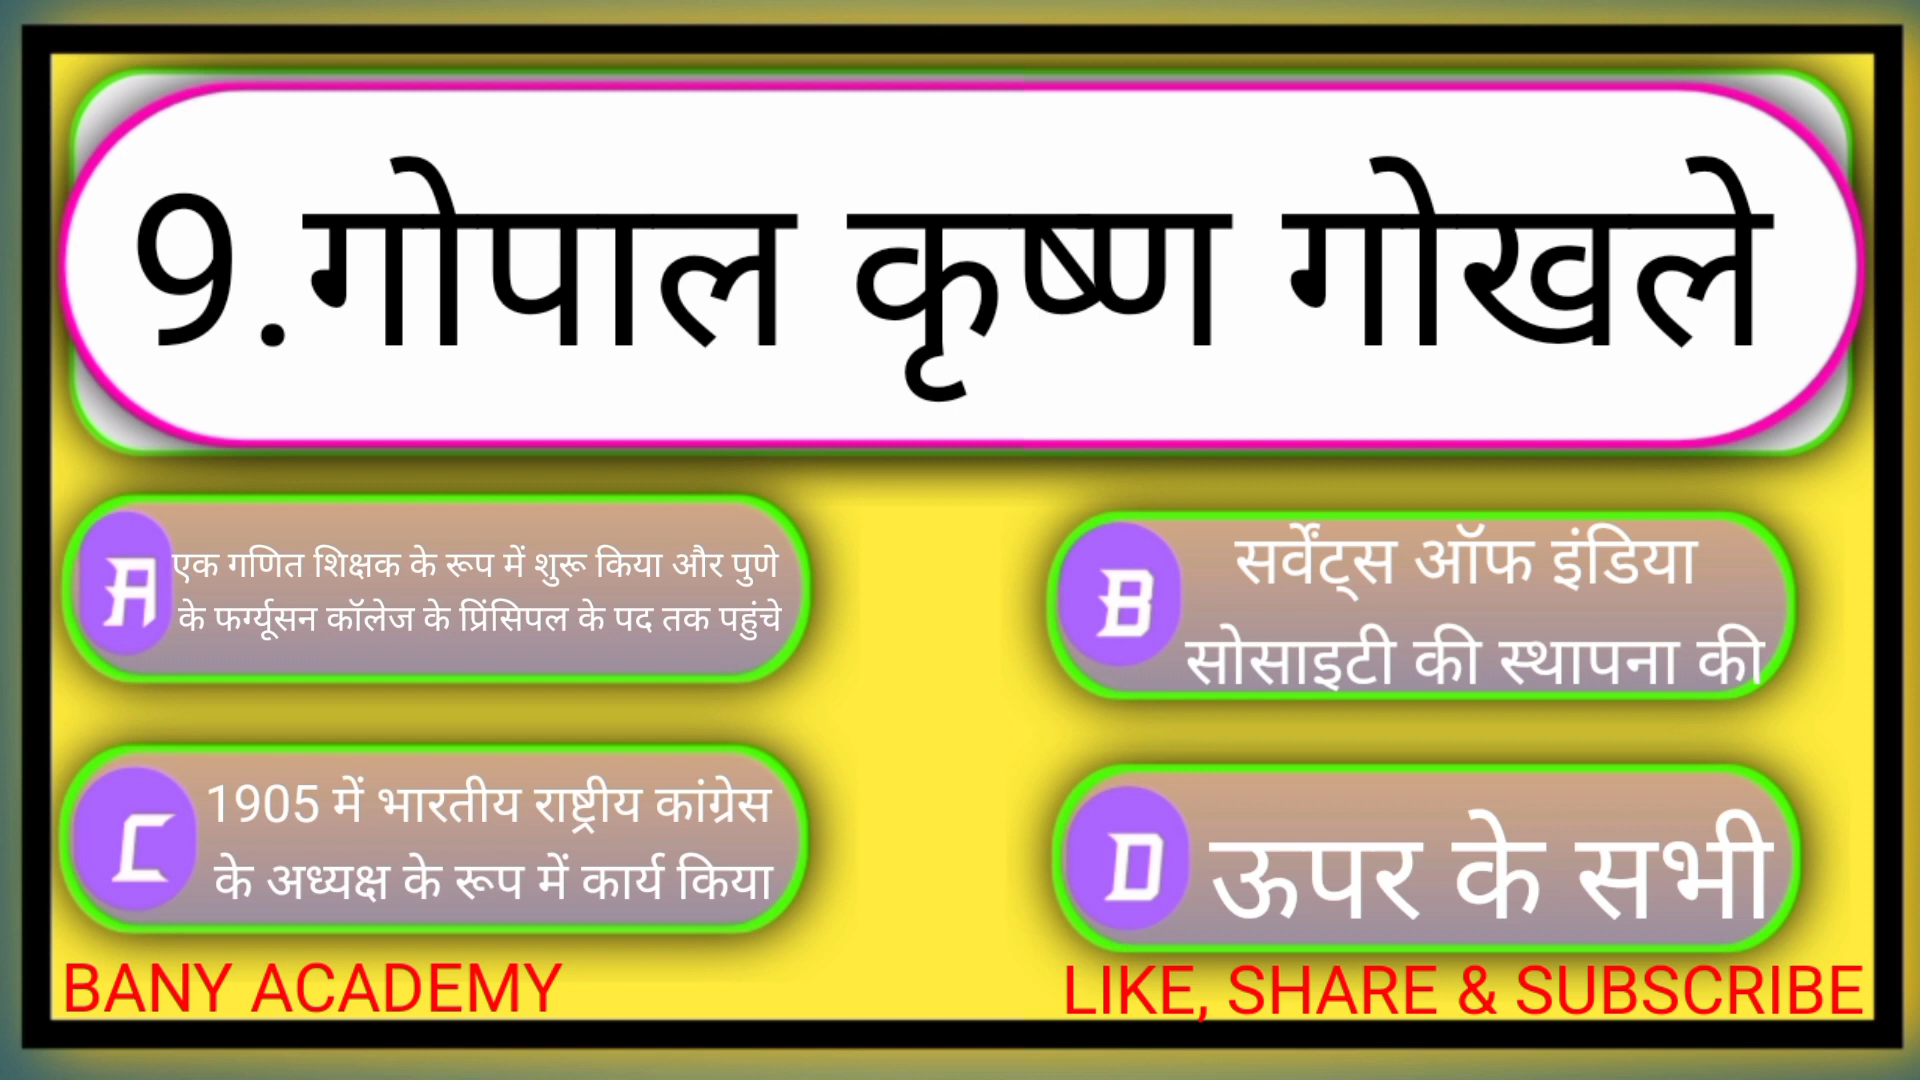 9.गोपाल कृष्ण गोखले
A
एक गणित शिक्षक के रूप में शुरू किया और पुणे
के फर्ग्यूसन कॉलेज के प्रिंसिपल के पद तक पहुंचे
B
सर्वेंट्स ऑफ इंडिया
सोसाइटी की स्थापना की
C
1905 में भारतीय राष्ट्रीय कांग्रेस
के अध्यक्ष के रूप में कार्य किया
D
ऊपर के सभी
BANY ACADEMY
LIKE, SHARE & SUBSCRIBE